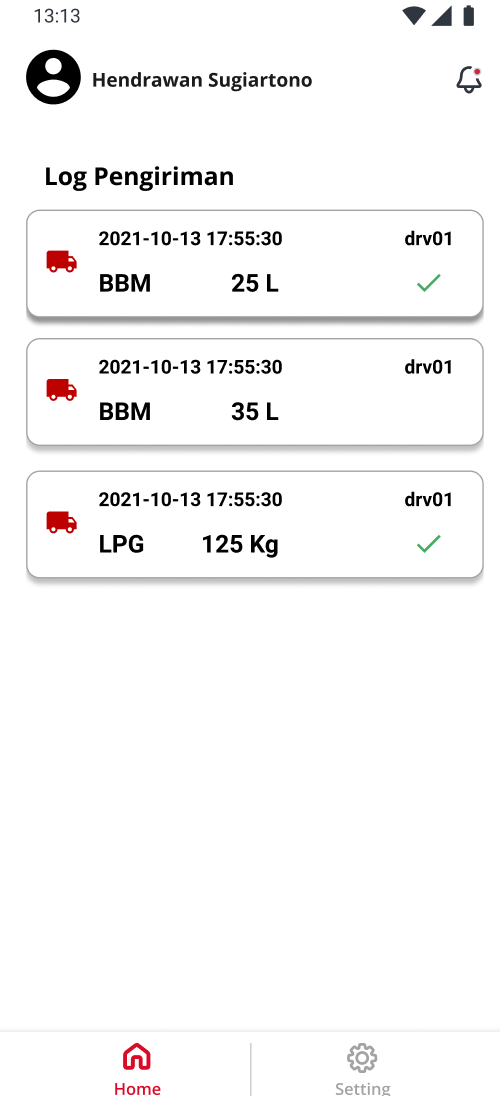 13:13
Hendrawan Sugiartono
Log Pengiriman
2021-10-13 17:55:30 drv01
BBM 25 L
2021-10-13 17:55:30 drv01
BBM 35 L
2021-10-13 17:55:30 drv01
LPG 125 Kg
Home Setting